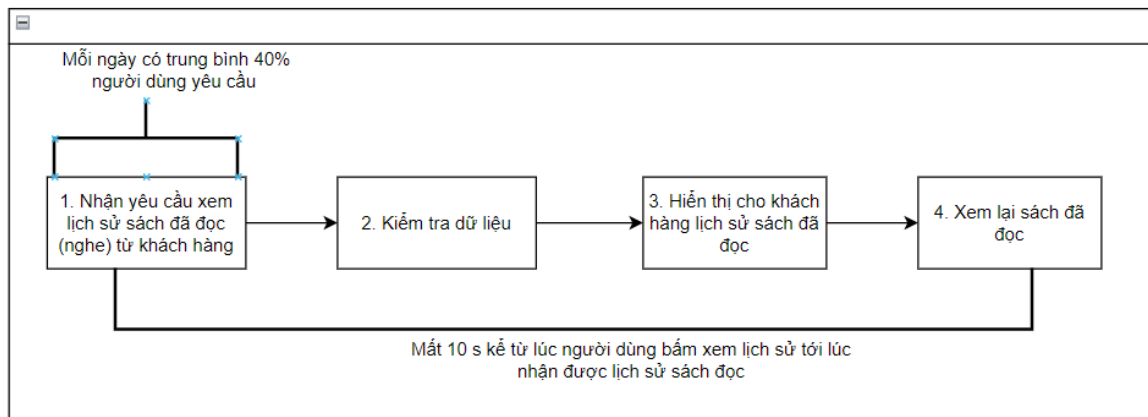 Mỗi ngày có trung bình 40%
người dùng yêu cầu
1. Nhận yêu cầu xem
lịch sử sách đã đọc
(nghe) từ khách hàng
2. Kiểm tra dữ liệu
3. Hiển thị cho khách
hàng lịch sử sách đã
đọc
4. Xem lại sách đã
đọc
Mất 10 s kể từ lúc người dùng bấm xem lịch sử tới lúc
nhận được lịch sử sách đọc